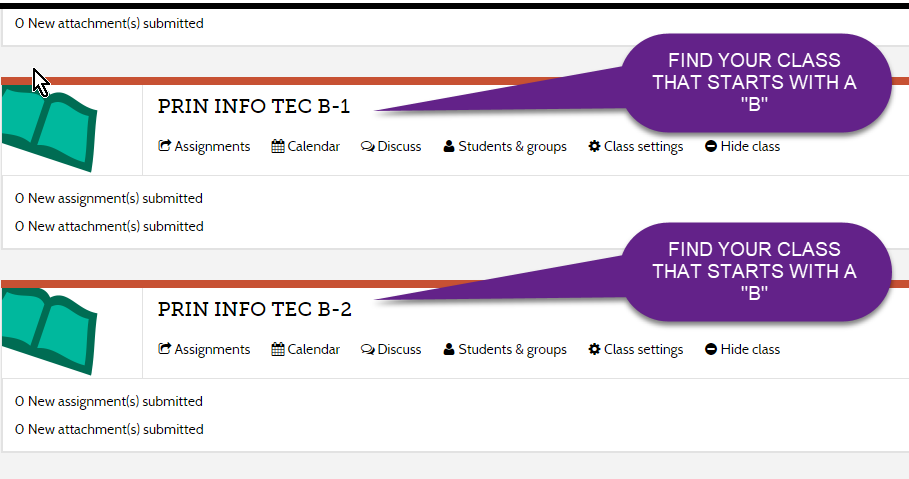 0 New attachment(s) submitted
FIND YOUR CLASS
THAT STARTS WITH A
"B"
PRIN INFO TEC B-1
Assignments Calendar Discuss Students & groups Class settings Hide class
0 New assignment(s) submitted
0 New attachment(s) submitted
FIND YOUR CLASS
THAT STARTS WITH A
"B"
PRIN INFO TEC B-2
Assignments Calendar Discuss Students & groups Class settings Hide class
0 New assignment(s) submitted
0 New attachment(s) submitted